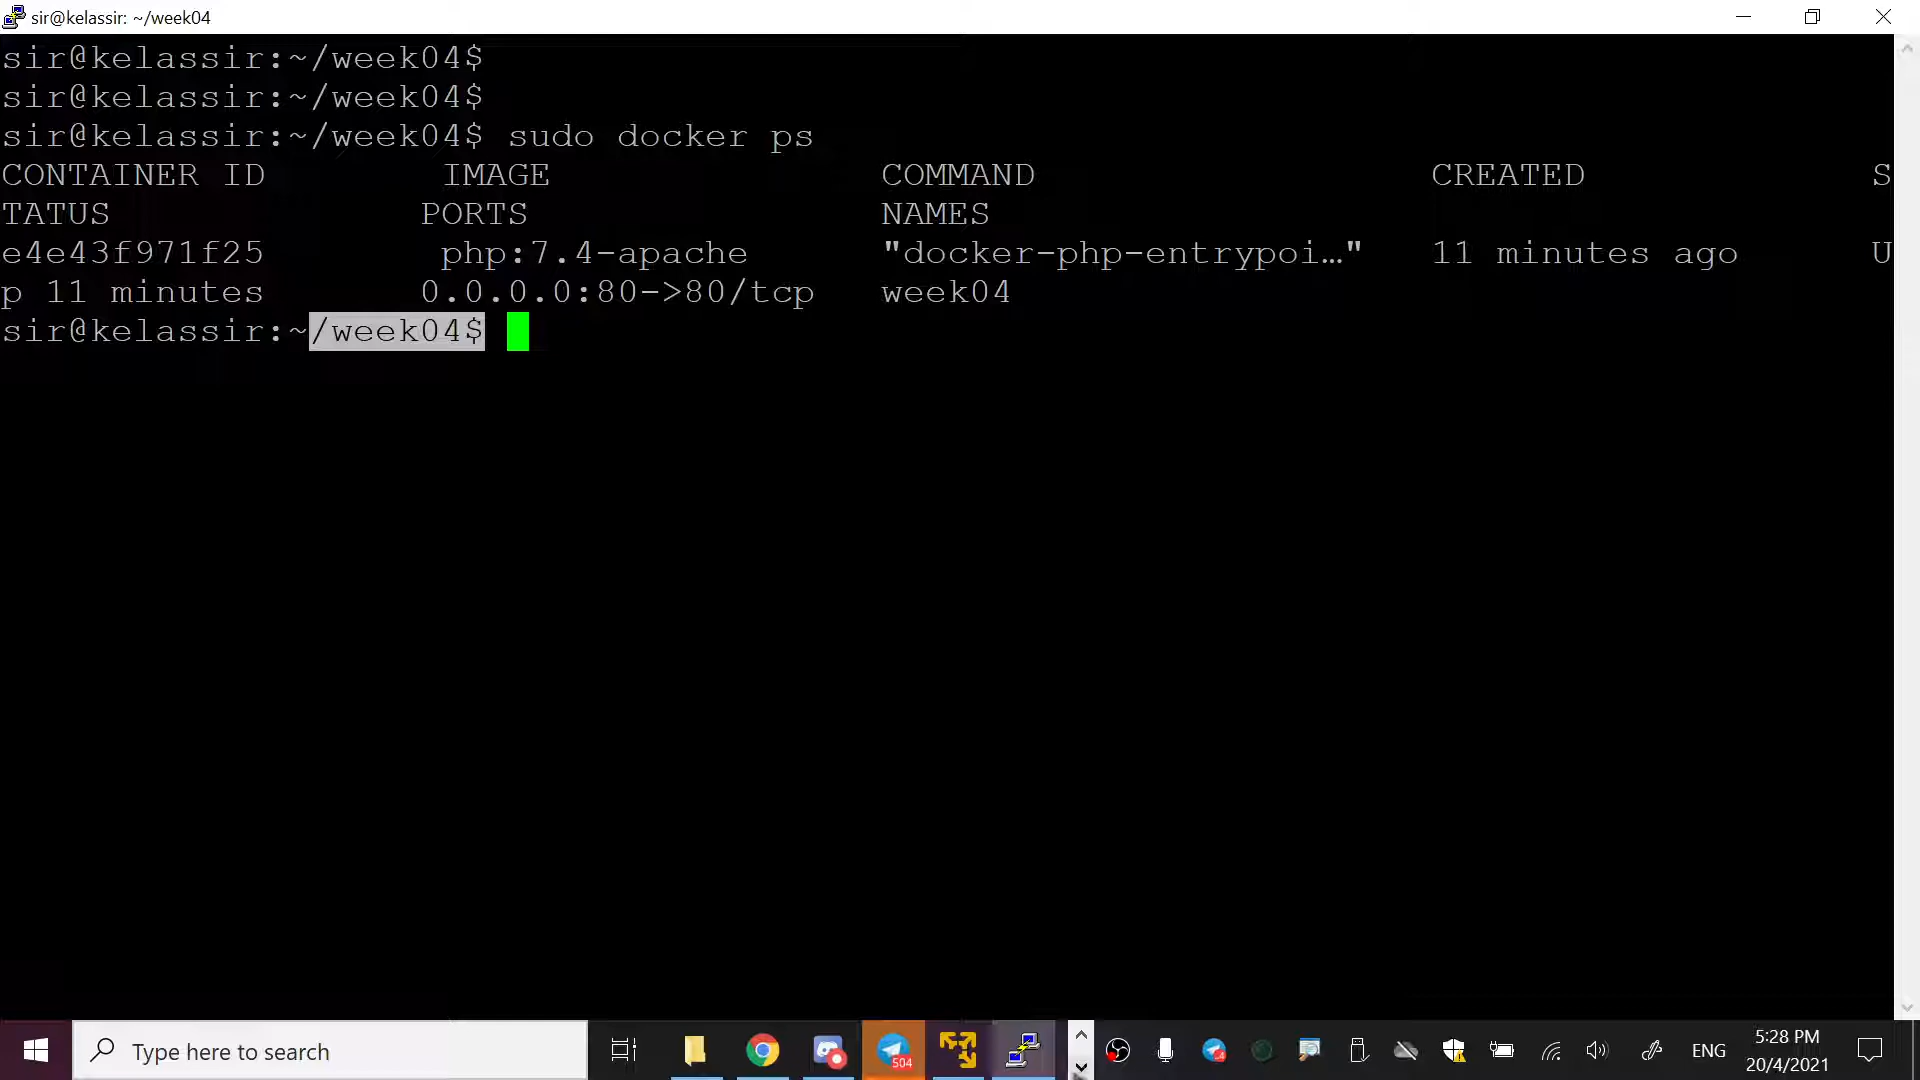 sir@kelassir: ~/week04
sir@kelassir:~/week04$
sir@kelassir:~/week04$
sir@kelassir:~/week04$ sudo docker ps
CONTAINER ID IMAGE COMMAND CREATED S
TATUS PORTS NAMES
e4e43f971f25 php:7.4-apache "docker-php-entrypoi…" 11 minutes ago U
p 11 minutes 0.0.0.0:80->80/tcp week04
sir@kelassir:~/week04$
Type here to search
504
ENG
5:28 PM
20/4/2021